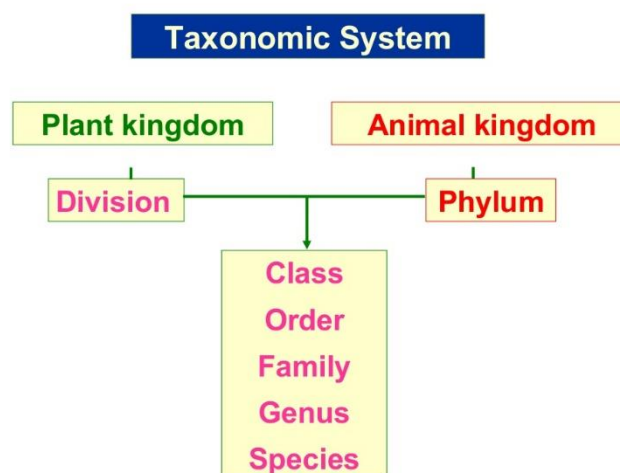 Taxonomic System
Plant kingdom
Animal kingdom
Division
Phylum
Class
Order
Family
Genus
Species